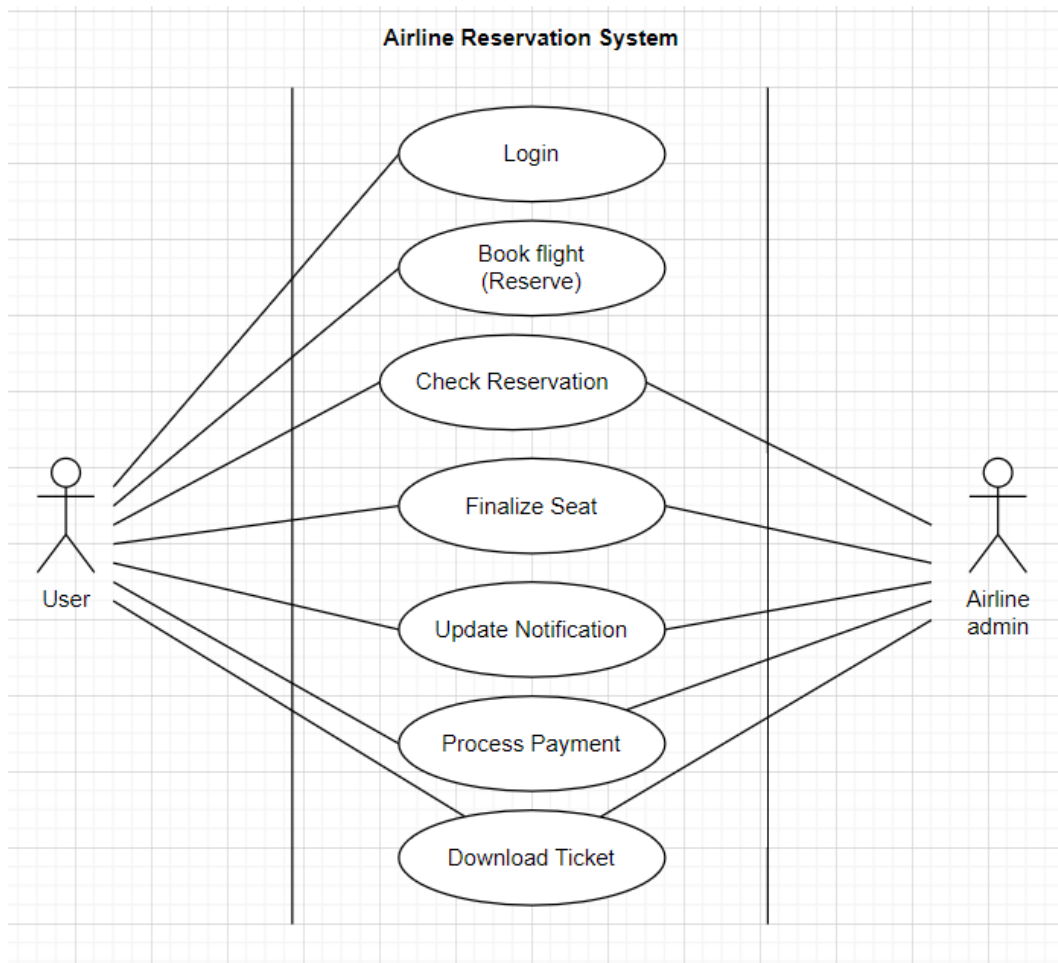 Airline Reservation System
Login
Book flight
(Reserve)
Check Reservation
Finalize Seat
User
Airline
admin
Update Notification
Process Payment
Download Ticket